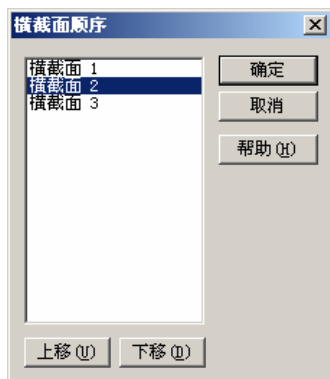 横截面顺序
横截面 1
横截面 2
横截面 3
确定
取消
帮助(H)
上移(U)
下移(D)